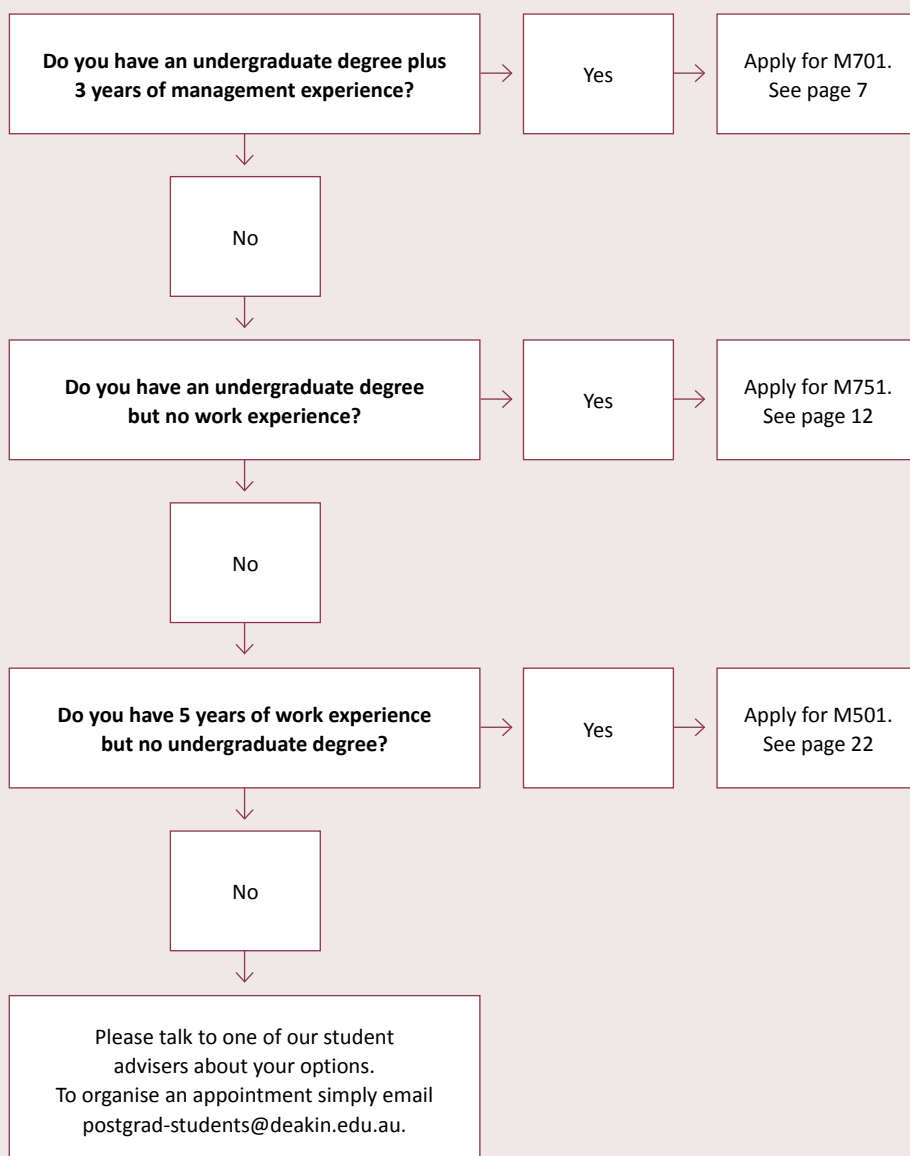 Do you have an undergraduate degree plus
3 years of management experience?
Yes
Apply for M701.
See page 7
No
Do you have an undergraduate degree
but no work experience?
Yes
Apply for M751.
See page 12
No
Do you have 5 years of work experience
but no undergraduate degree?
Yes
Apply for M501.
See page 22
No
Please talk to one of our student
advisers about your options.
To organise an appointment simply email
postgrad-students@deakin.edu.au.